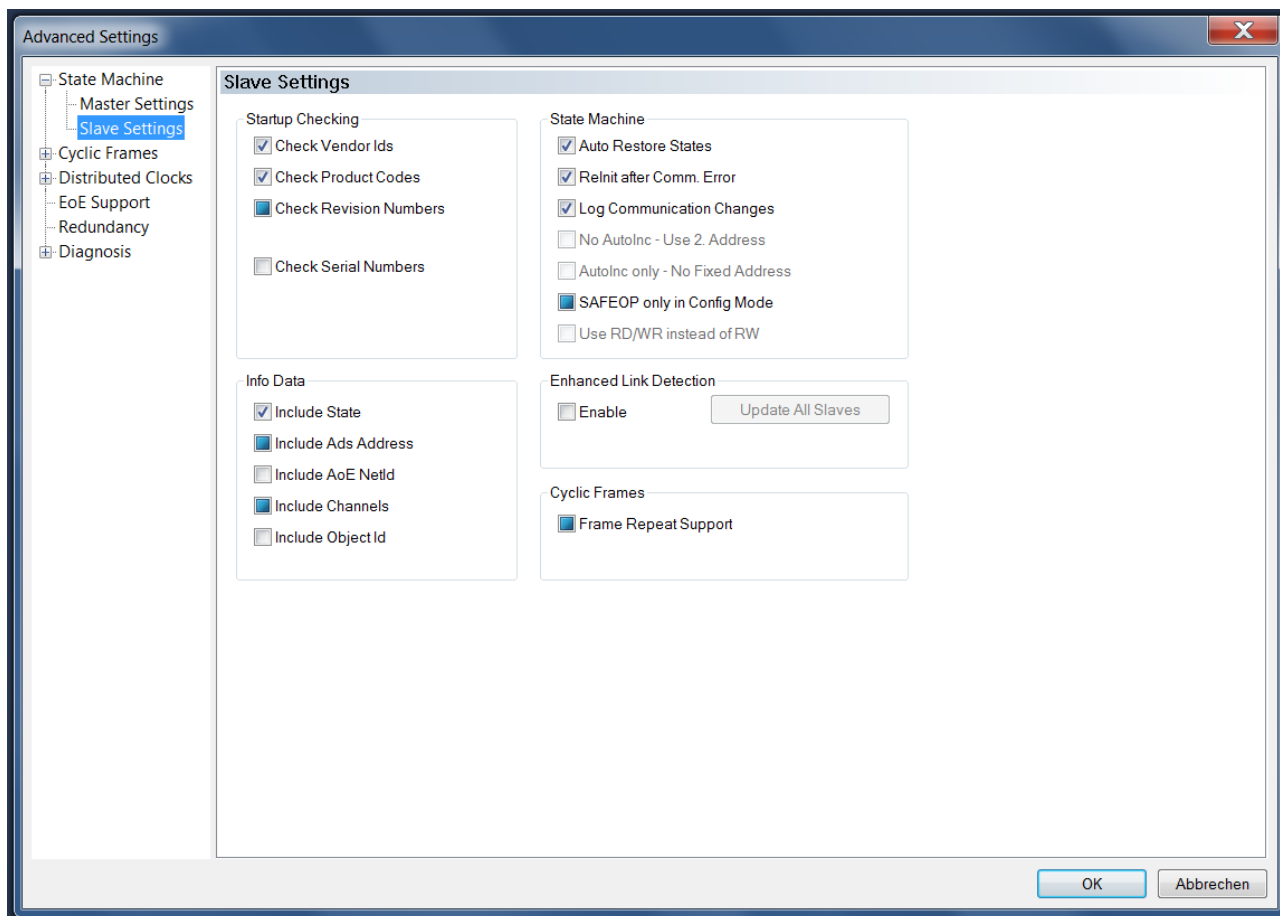 Advanced Settings
State Machine
Master Settings
Slave Settings
Cyclic Frames
Distributed Clocks
EoE Support
Redundancy
Diagnosis
Slave Settings
Startup Checking
Check Vendor Ids
Check Product Codes
Check Revision Numbers
Check Serial Numbers
State Machine
Auto Restore States
ReInit after Comm. Error
Log Communication Changes
No AutoInc - Use 2. Address
AutoInc only - No Fixed Address
SAFEOP only in Config Mode
Use RD/WR instead of RW
Info Data
Include State
Include Ads Address
Include AoE NetId
Include Channels
Include Object Id
Enhanced Link Detection
Enable
Update All Slaves
Cyclic Frames
Frame Repeat Support
OK
Abbrechen